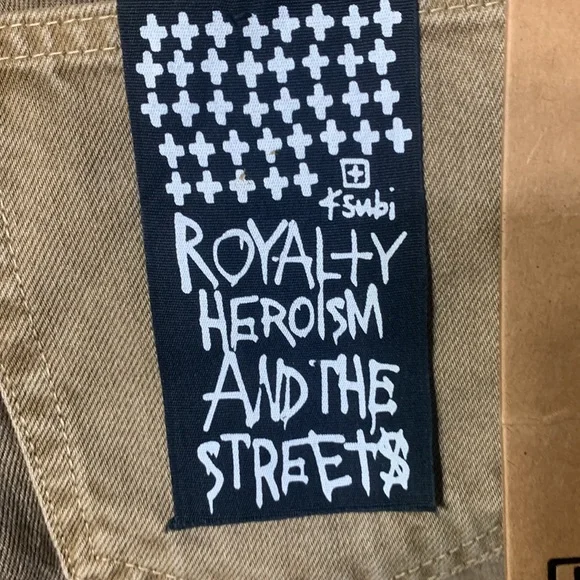 Ksubi
ROYALTY
HEROISM
AND THE
STREET$